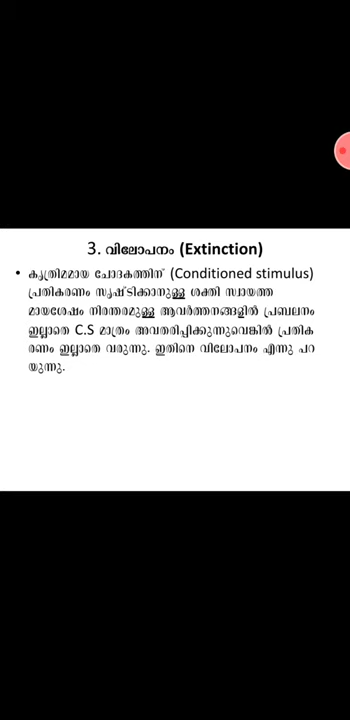 3. വിലോപനം (Extinction)
• കൃത്രിമമായ ചോദകത്തിന് (Conditioned stimulus)
പ്രതികരണം സൃഷ്ടിക്കാനുള്ള ശക്തി സ്വായത്ത
മായശേഷം നിരന്തരമുള്ള ആവർത്തനങ്ങളിൽ പ്രബലനം
ഇല്ലാതെ C.S മാത്രം അവതരിപ്പിക്കുന്നുവെങ്കിൽ പ്രതിക
രണം ഇല്ലാതെ വരുന്നു. ഇതിനെ വിലോപനം എന്നു പറ
യുന്നു.